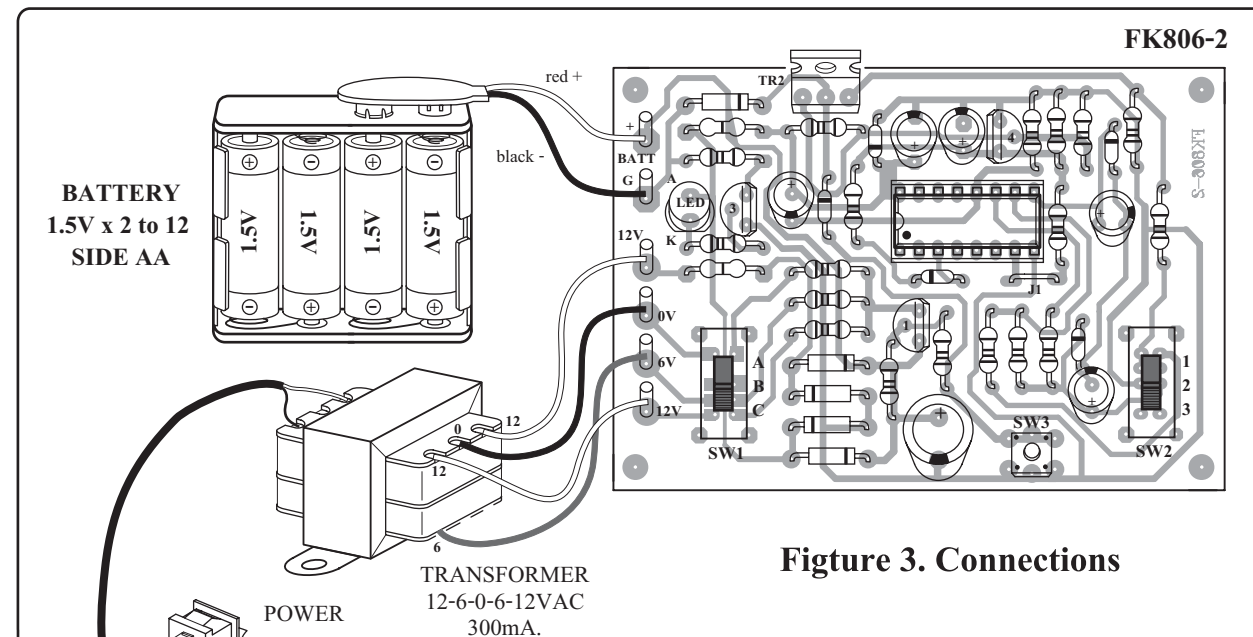 FK806-2
red +
black -
BATTERY
1.5V x 2 to 12
SIDE AA
1.5V
1.5V
1.5V
1.5V
TR2
+
BATT
G
A
LED
K
3
4
FK806-2
12V
0V
6V
12V
J1
1
A
B
C
SW1
SW3
1
2
3
SW2
12
0
12
6
TRANSFORMER
12-6-0-6-12VAC
300mA.
POWER
Figture 3. Connections